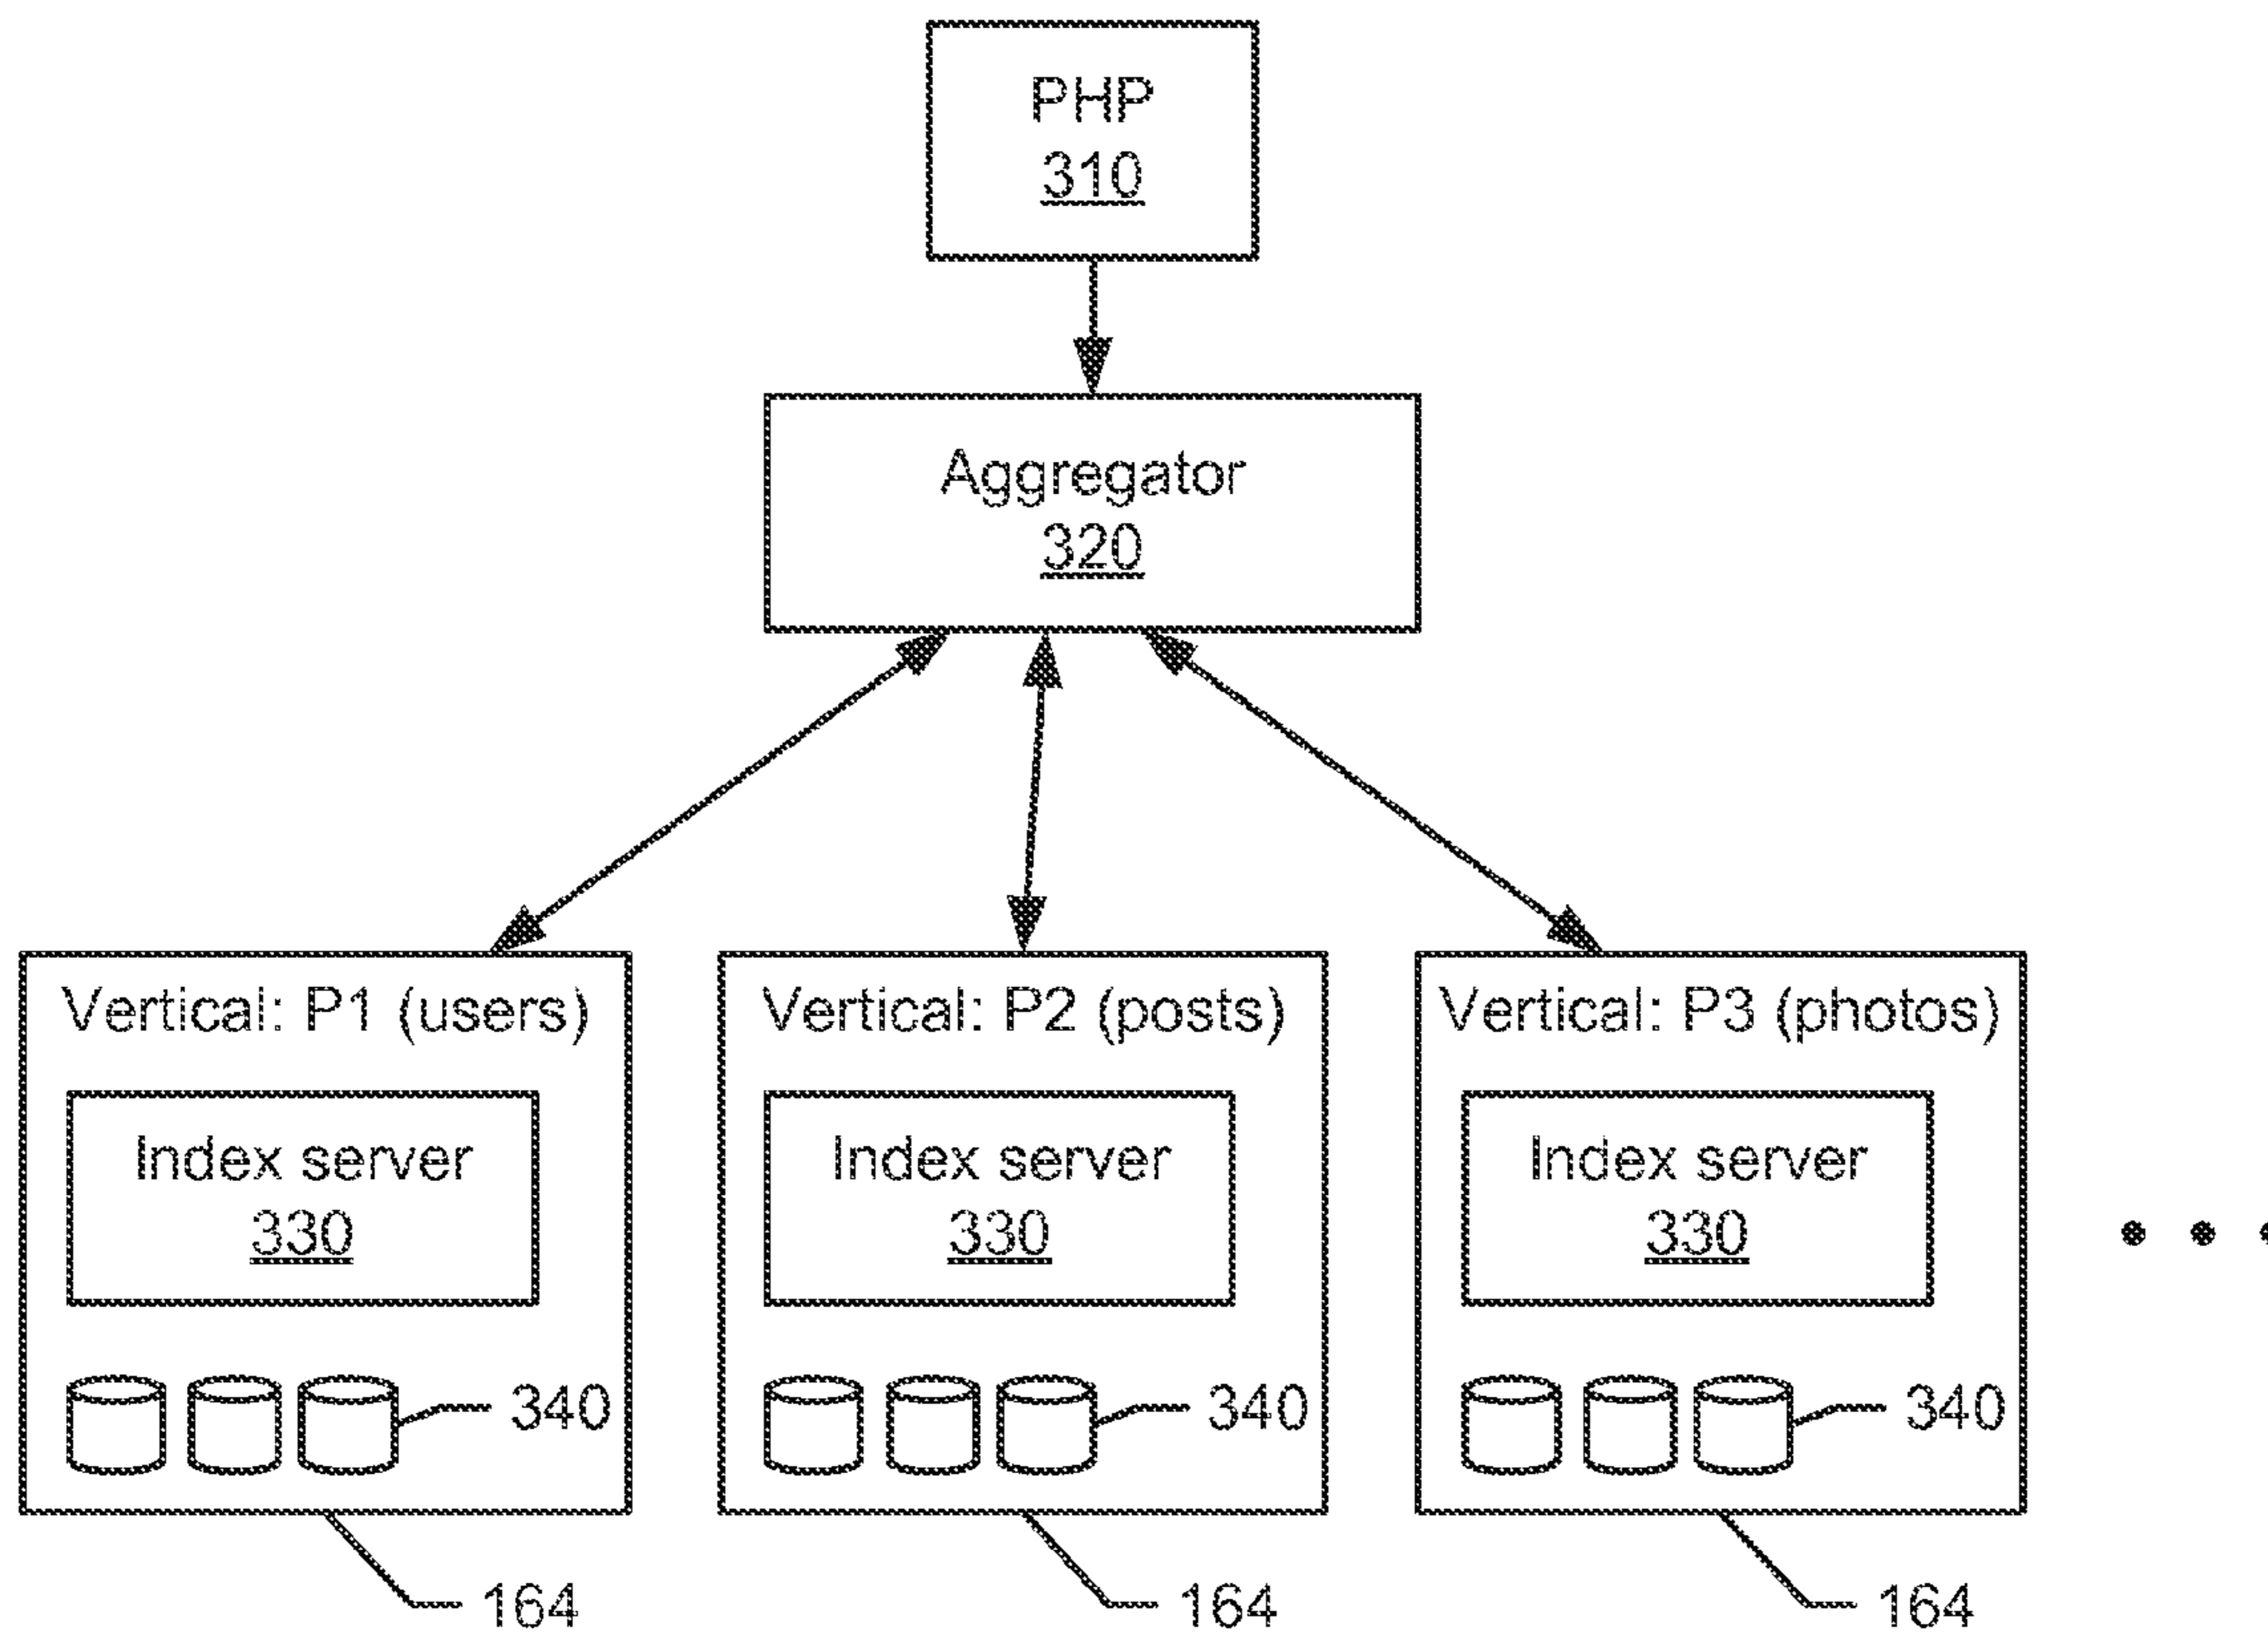 PHP
310
Aggregator
320
Vertical: P1 (users)
Index server
330
340
164
Vertical: P2 (posts)
Index server
330
340
164
Vertical: P3 (photos)
Index server
330
340
164